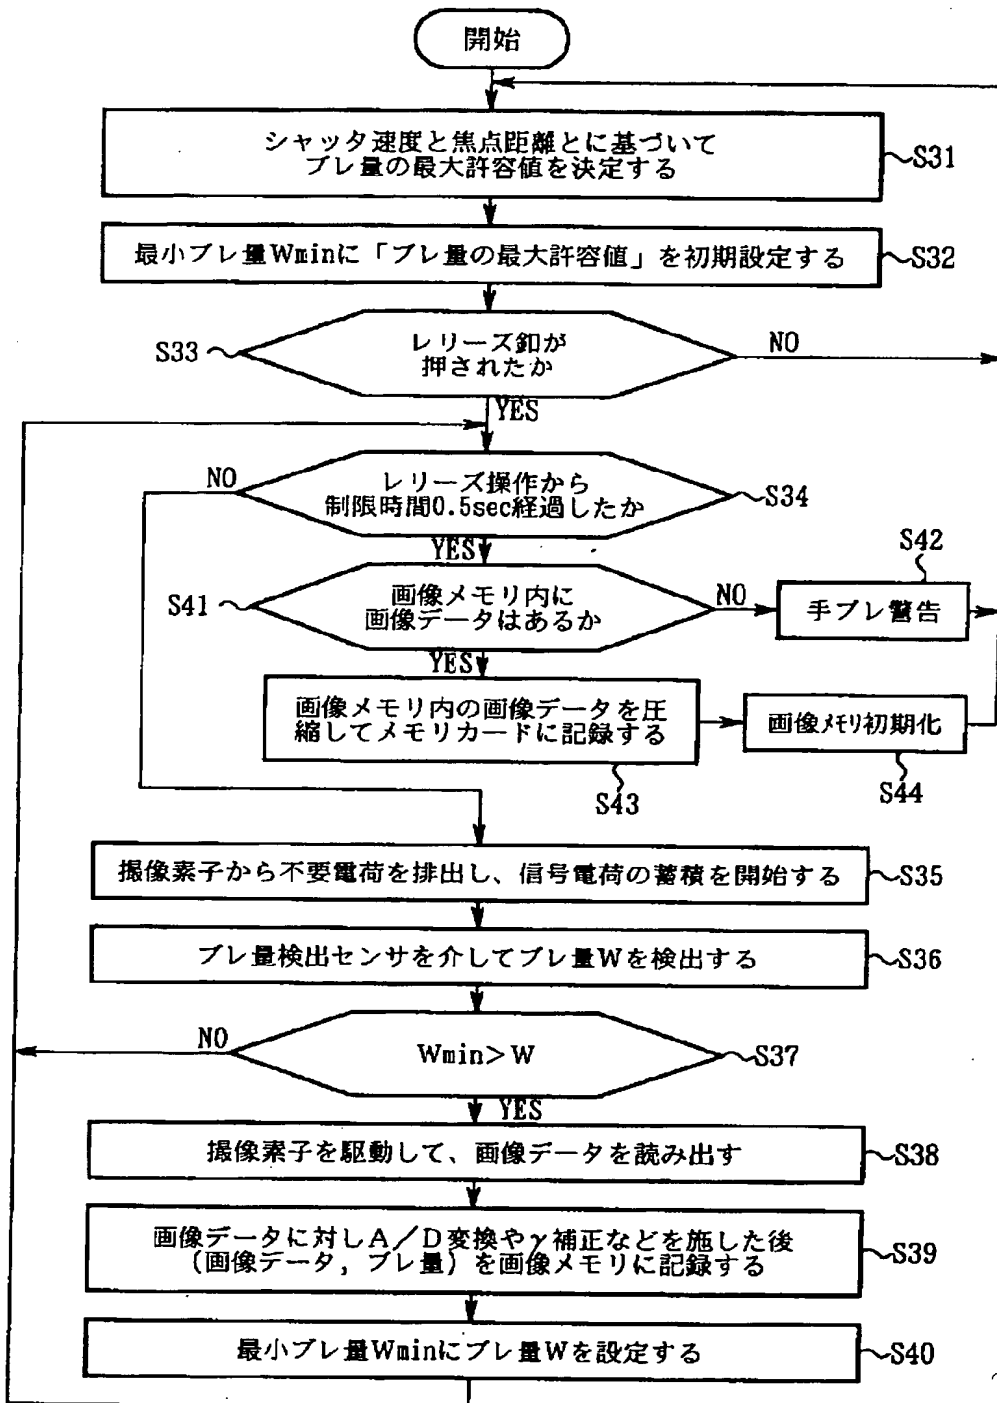 開始
シャッタ速度と焦点距離とに基づいて
ブレ量の最大許容値を決定する
S31
最小ブレ量Wminに「ブレ量の最大許容値」を初期設定する
S32
S33
レリーズ釦が
押されたか
NO
YES
NO
レリーズ操作から
制限時間0.5sec経過したか
S34
YES
S42
S41
画像メモリ内に
画像データはあるか
NO
手ブレ警告
YES
画像メモリ内の画像データを圧
縮してメモリカードに記録する
画像メモリ初期化
S43
S44
撮像素子から不要電荷を排出し、信号電荷の蓄積を開始する
S35
ブレ量検出センサを介してブレ量Wを検出する
S36
NO
Wmin>W
S37
YES
撮像素子を駆動して、画像データを読み出す
S38
画像データに対しA/D変換やγ補正などを施した後
(画像データ, ブレ量)を画像メモリに記録する
S39
最小ブレ量Wminにブレ量Wを設定する
S40